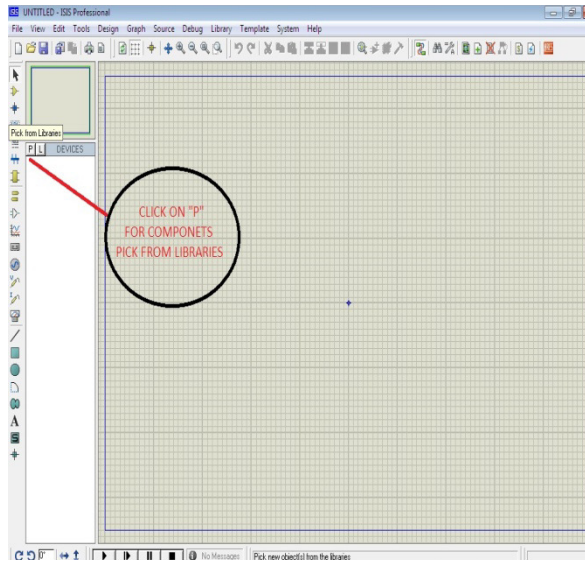 ISIS UNTITLED - ISIS Professional
File View Edit Tools Design Graph Source Debug Library Template System Help
Pick from Libraries
P L DEVICES
CLICK ON "P"
FOR COMPONETS
PICK FROM LIBRARIES
A
S
No Messages
Pick new object(s) from the libraries